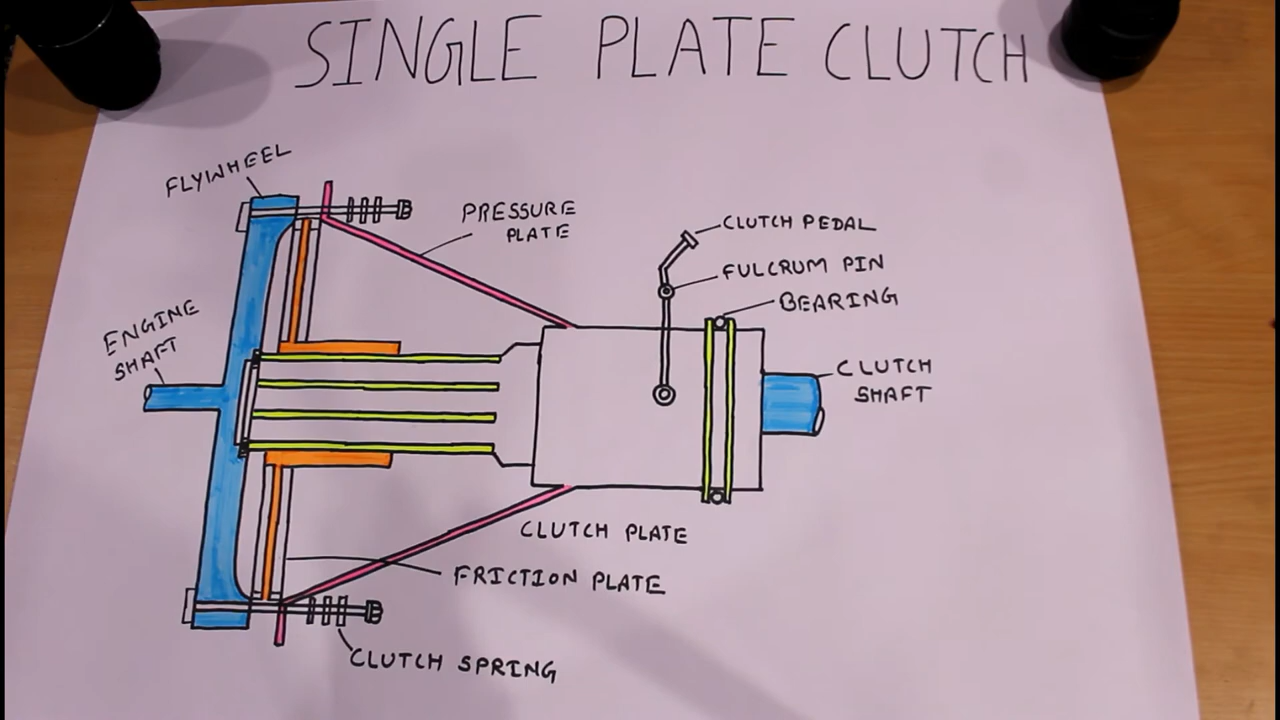 SINGLE PLATE CLUTCH
FLYWHEEL
PRESSURE
PLATE
CLUTCH PEDAL
FULCRUM PIN
BEARING
ENGINE
SHAFT
CLUTCH
SHAFT
CLUTCH PLATE
FRICTION PLATE
CLUTCH SPRING